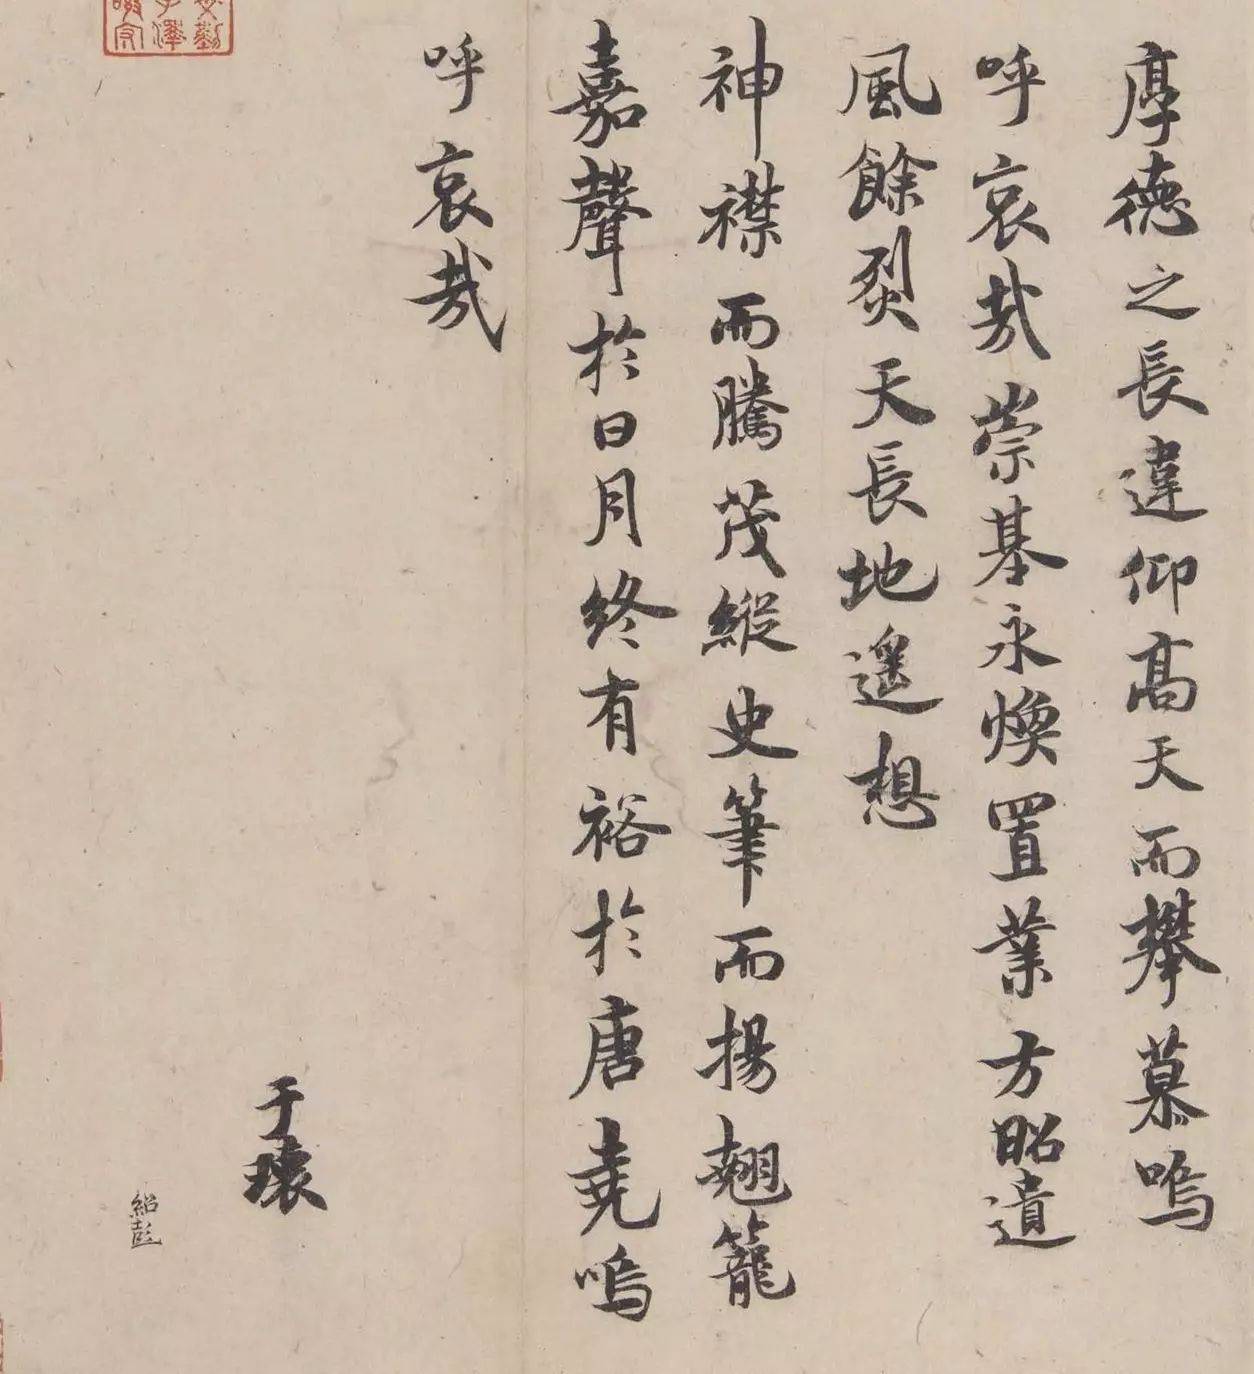 厚德之長違仰高天而攀慕嗚
呼哀哉崇基永煥置業方昭遺
風餘烈天長地遥想
神襟而騰茂縱史筆而揚翹籠
嘉聲於日月終有裕於唐堯嗚
呼哀哉
于璩
紹彭